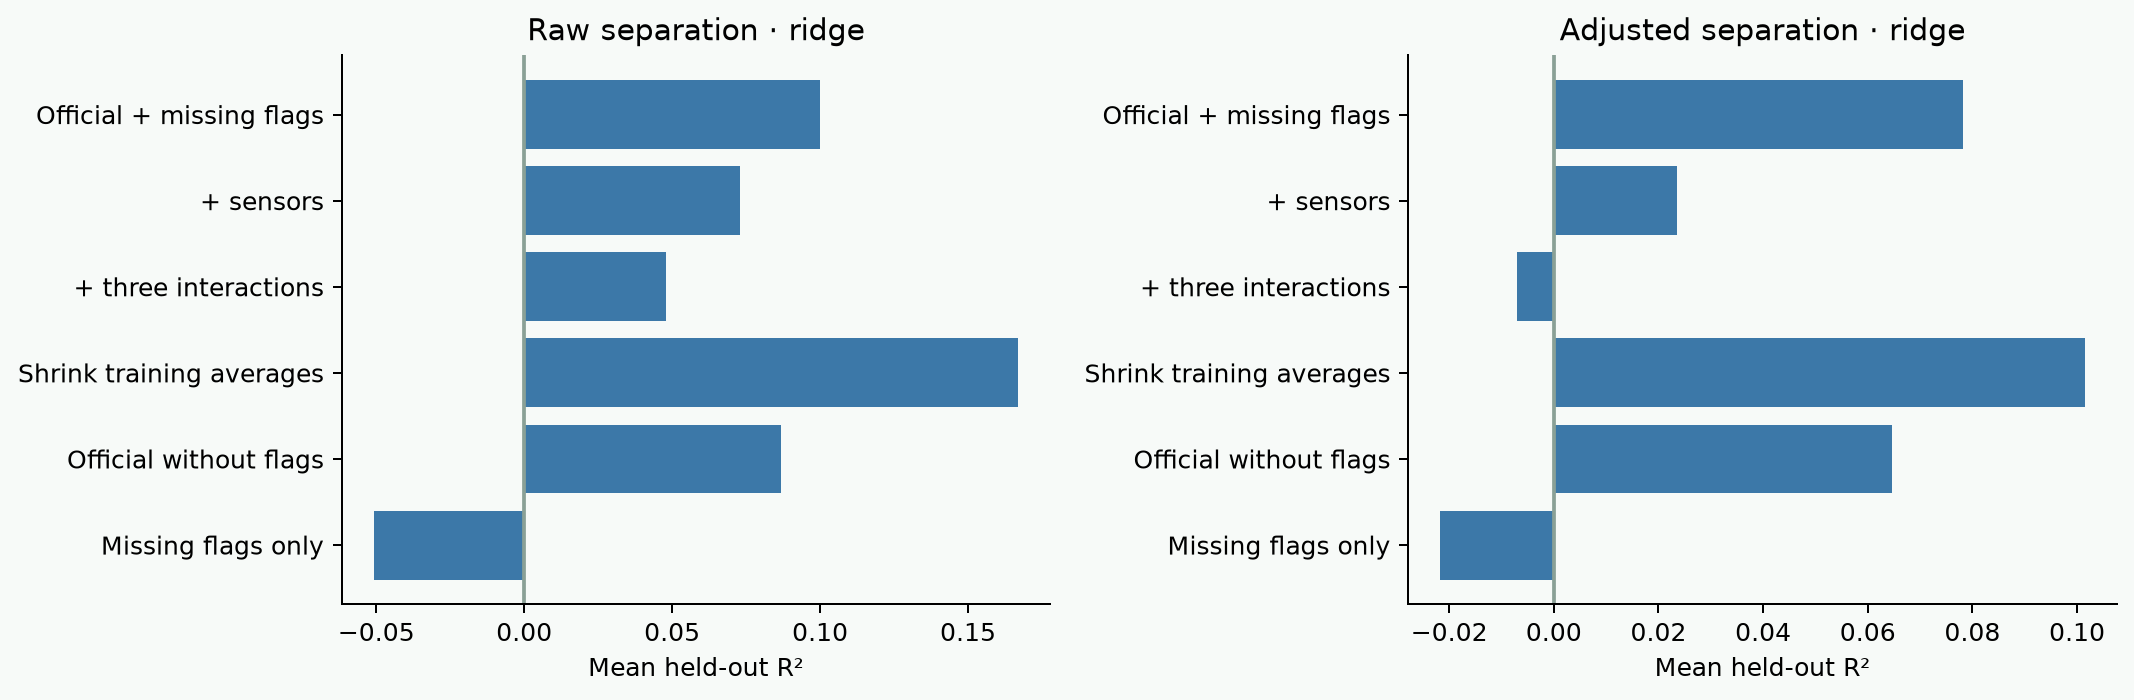 Raw separation · ridge
Official + missing flags
+ sensors
+ three interactions
Shrink training averages
Official without flags
Missing flags only
−0.05 0.00 0.05 0.10 0.15
Mean held-out R²
Adjusted separation · ridge
Official + missing flags
+ sensors
+ three interactions
Shrink training averages
Official without flags
Missing flags only
−0.02 0.00 0.02 0.04 0.06 0.08 0.10
Mean held-out R²